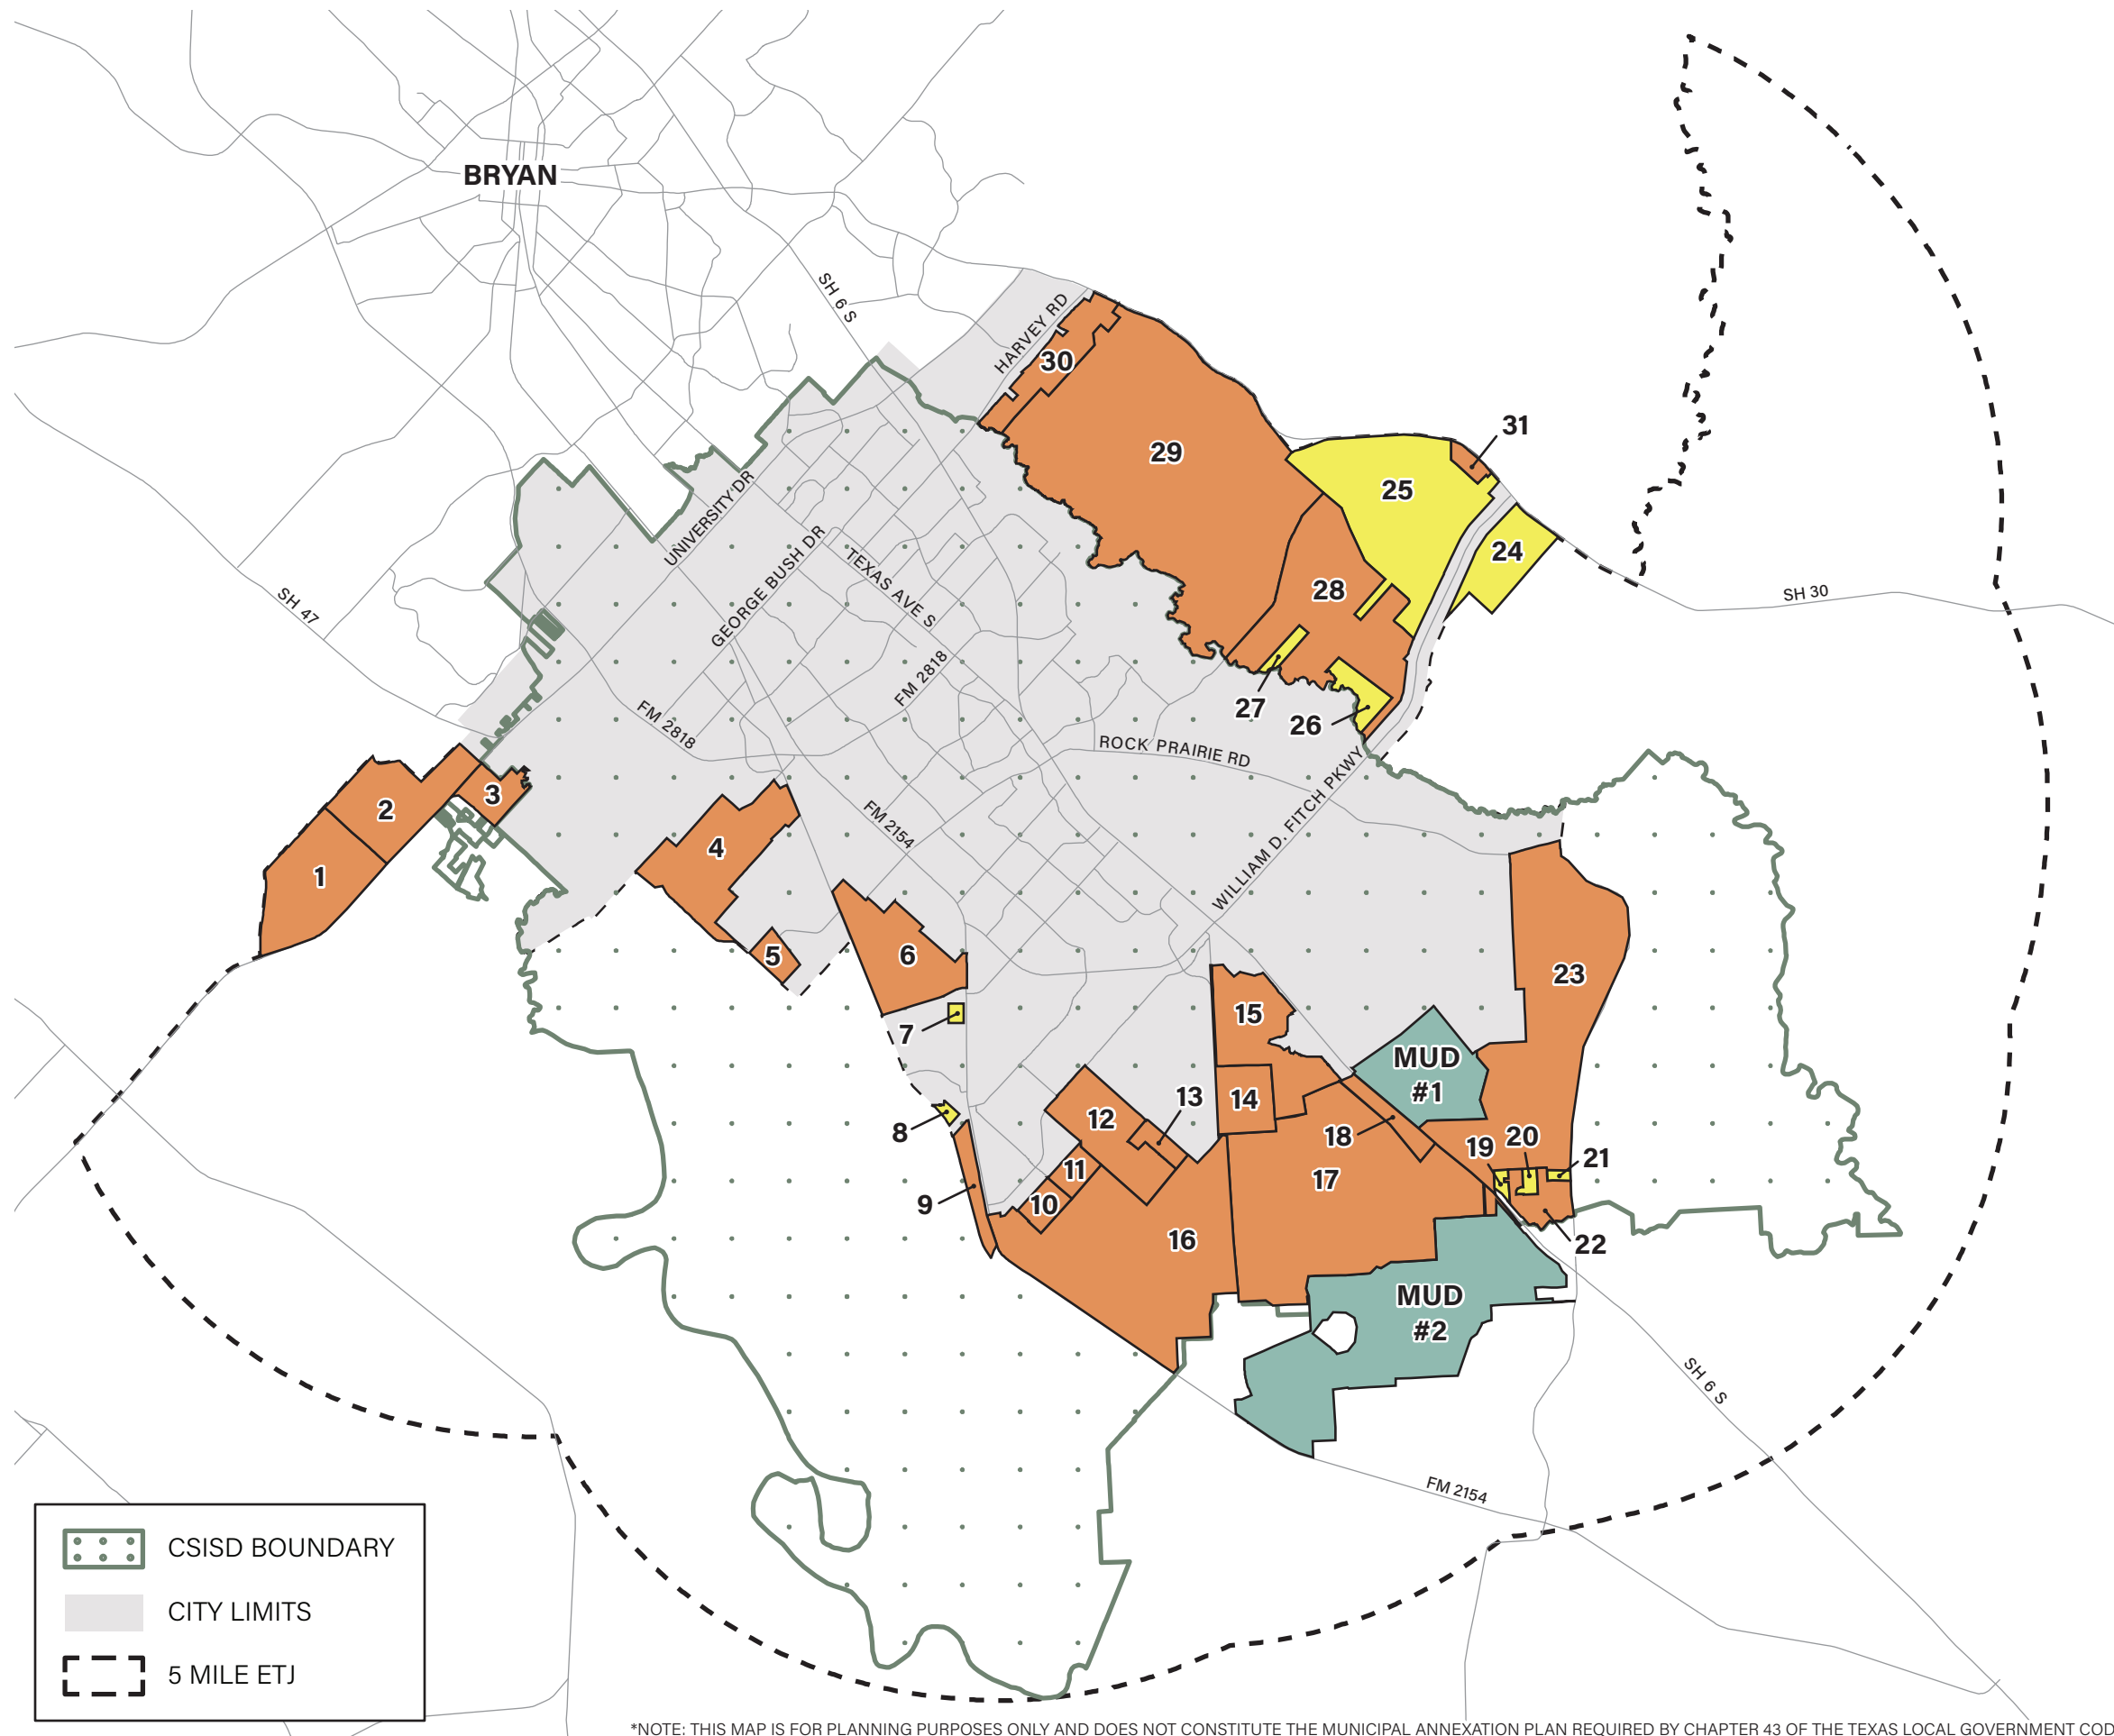 BRYAN
SH 6 S
HARVEY RD
30
31
29
25
UNIVERSITY DR
24
GEORGE BUSH DR
TEXAS AVE S
28
SH 30
SH 47
FM 2818
27
26
FM 2818
ROCK PRAIRIE RD
WILLIAM D. FITCH PKWY
3
2
FM 2154
4
1
6
5
23
15
7
MUD
#1
13
14
12
8
18
19
20
21
11
17
9
10
16
22
MUD
#2
SH 6 S
FM 2154
CSISD BOUNDARY
CITY LIMITS
5 MILE ETJ
*NOTE: THIS MAP IS FOR PLANNING PURPOSES ONLY AND DOES NOT CONSTITUTE THE MUNICIPAL ANNEXATION PLAN REQUIRED BY CHAPTER 43 OF THE TEXAS LOCAL GOVERNMENT COD